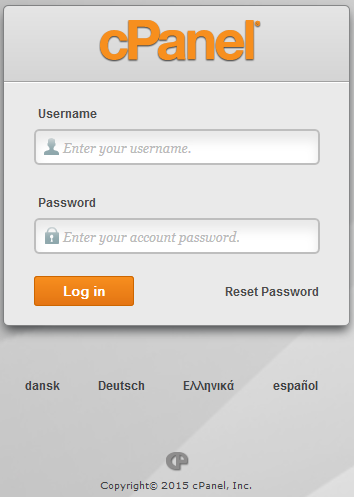 cPanel®
Username
Enter your username.
Password
Enter your account password.
Log in Reset Password
dansk Deutsch Ελληνικά español
cP
Copyright© 2015 cPanel, Inc.